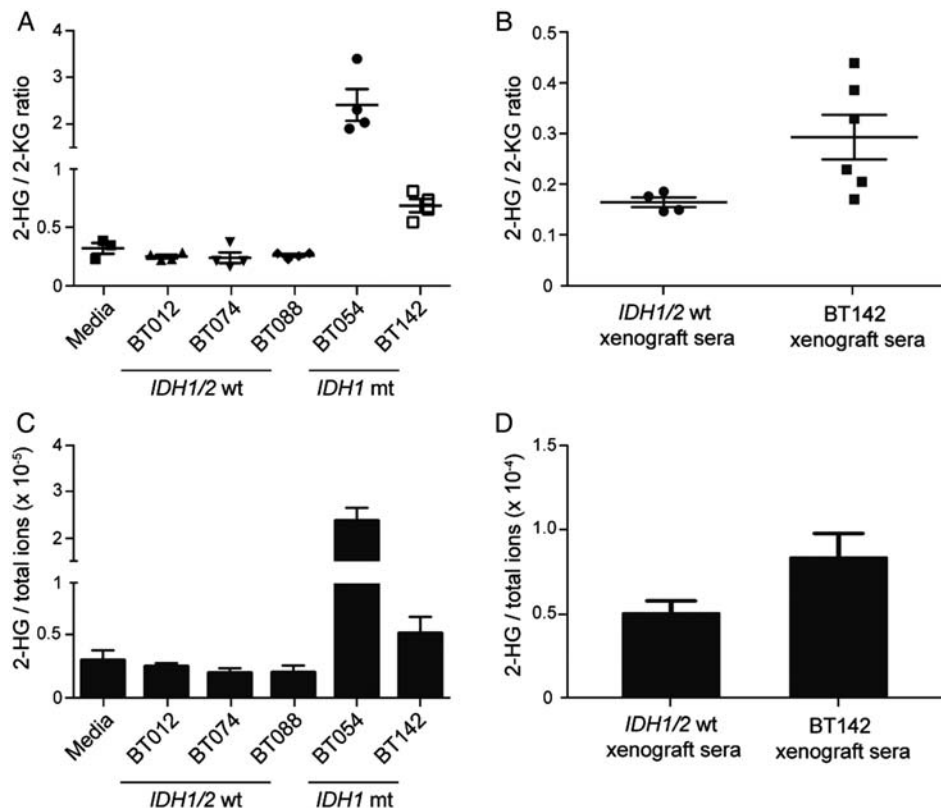 A
2-HG / 2-KG ratio
4
3
2
1
0.5
0
Media
BT012
BT074
BT088
BT054
BT142
IDH1/2 wt
IDH1 mt
B
2-HG / 2-KG ratio
0.5
0.4
0.3
0.2
0.1
0
IDH1/2 wt
xenograft sera
BT142
xenograft sera
C
2-HG / total ions (x 10⁻⁵)
4
3
2
1
0.5
0
Media
BT012
BT074
BT088
BT054
BT142
IDH1/2 wt
IDH1 mt
D
2-HG / total ions (x 10⁻⁴)
1.5
1.0
0.5
0
IDH1/2 wt
xenograft sera
BT142
xenograft sera